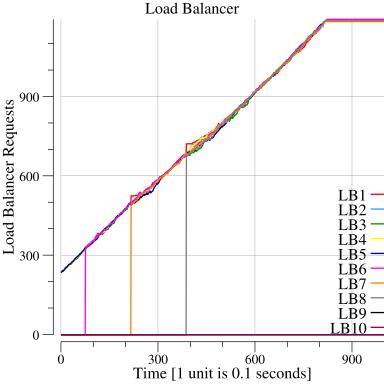 Load Balancer
Load Balancer Requests
900
600
300
0
LB1
LB2
LB3
LB4
LB5
LB6
LB7
LB8
LB9
LB10
0 300 600 900
Time [1 unit is 0.1 seconds]